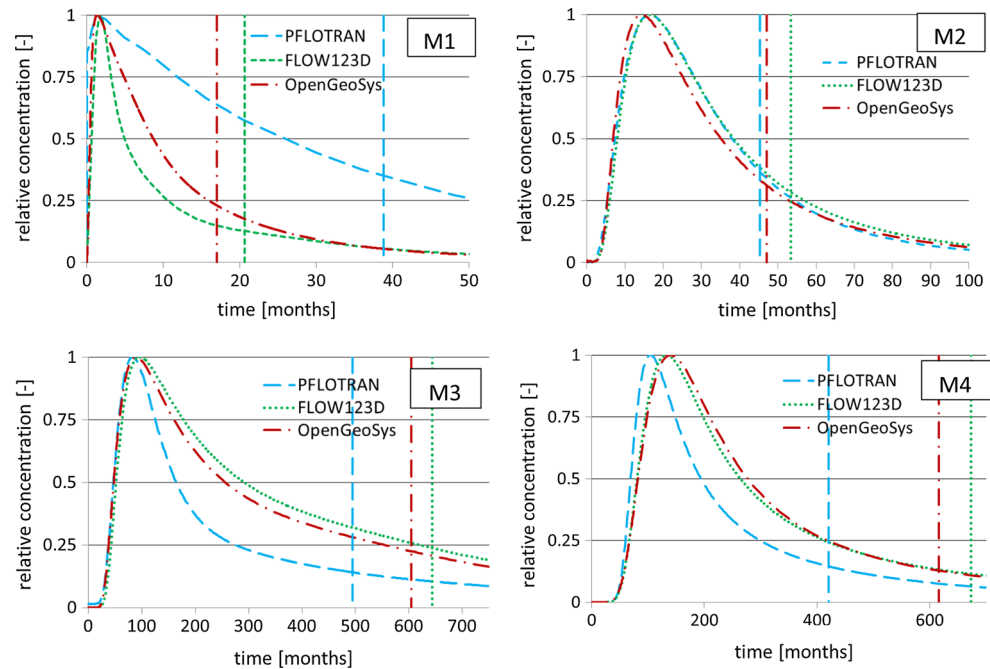 M1
PFLOTRAN
FLOW123D
OpenGeoSys
relative concentration [-]
1
0.75
0.5
0.25
0
0 10 20 30 40 50
time [months]
M2
PFLOTRAN
FLOW123D
OpenGeoSys
relative concentration [-]
1
0.75
0.5
0.25
0
0 10 20 30 40 50 60 70 80 90 100
time [months]
M3
PFLOTRAN
FLOW123D
OpenGeoSys
relative concentration [-]
1
0.75
0.5
0.25
0
0 100 200 300 400 500 600 700
time [months]
M4
PFLOTRAN
FLOW123D
OpenGeoSys
relative concentration [-]
1
0.75
0.5
0.25
0
0 200 400 600
time [months]